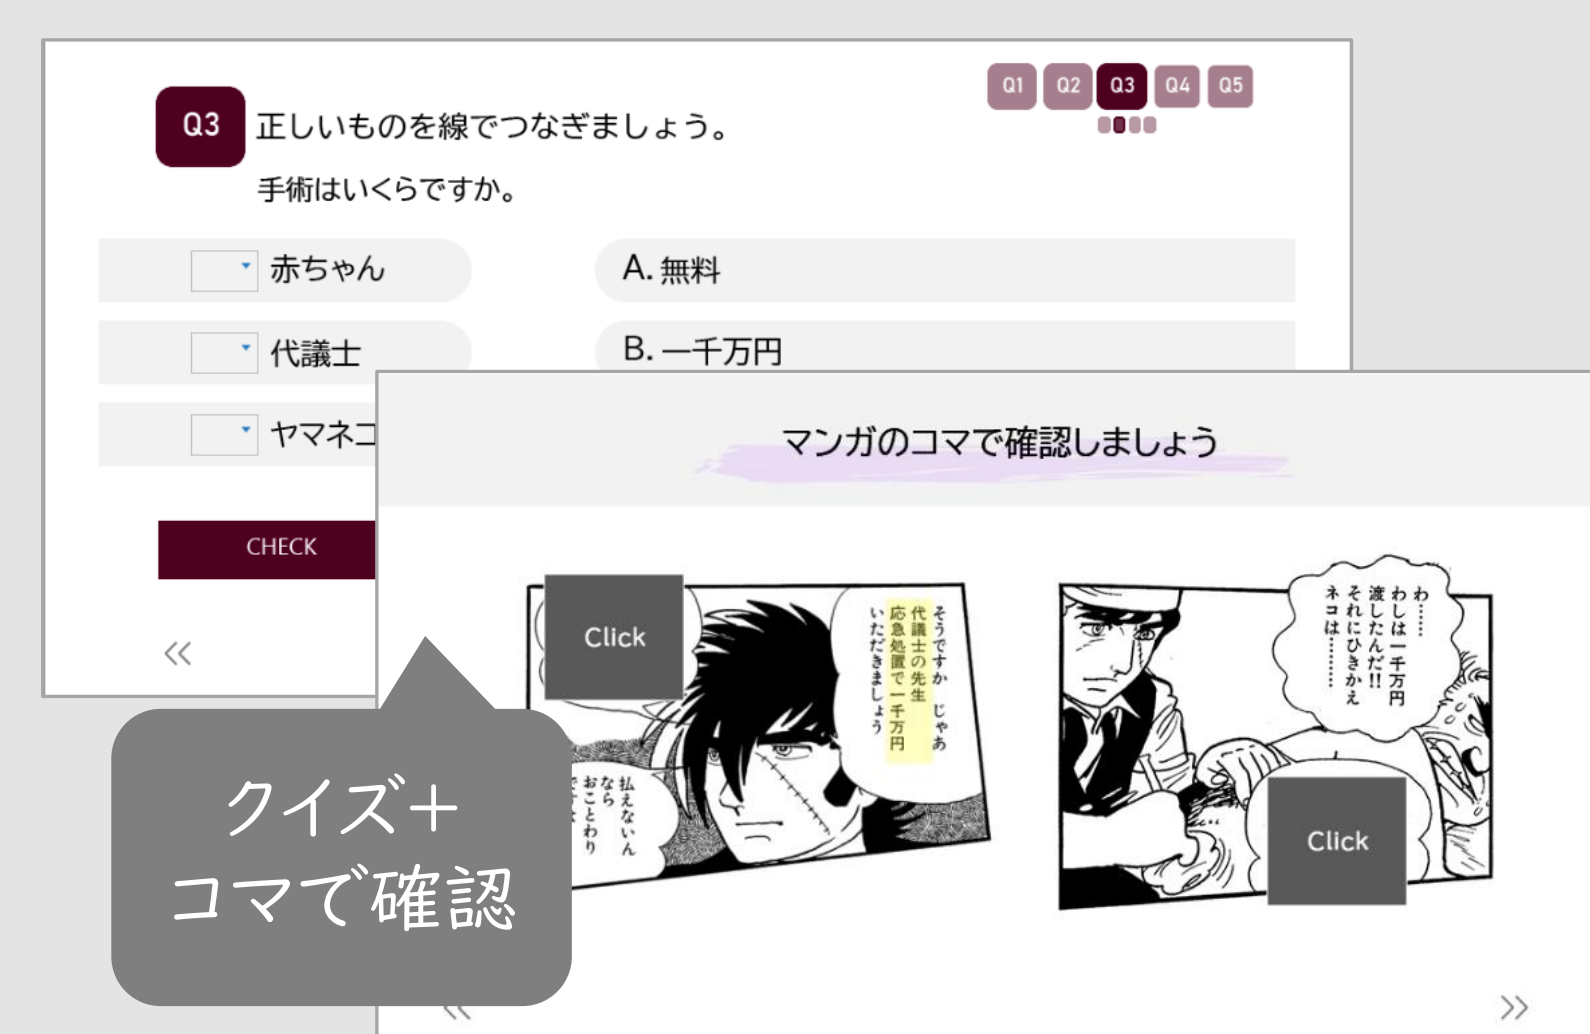 Q1 Q2 Q3 Q4 Q5
Q3 正しいものを線でつなぎましょう。
手術はいくらですか。
赤ちゃん
A. 無料
代議士
B. 一千万円
ヤマネコ
CHECK
マンガのコマで確認しましょう
Click
そうですか じゃあ
代議士の先生
応急処置で一千万円
いただきましょう
払えないん
なら
おことわり
わ……
わしは一千万円
渡したんだ!!
それにひきかえ
ネコは………
Click
クイズ+
コマで確認